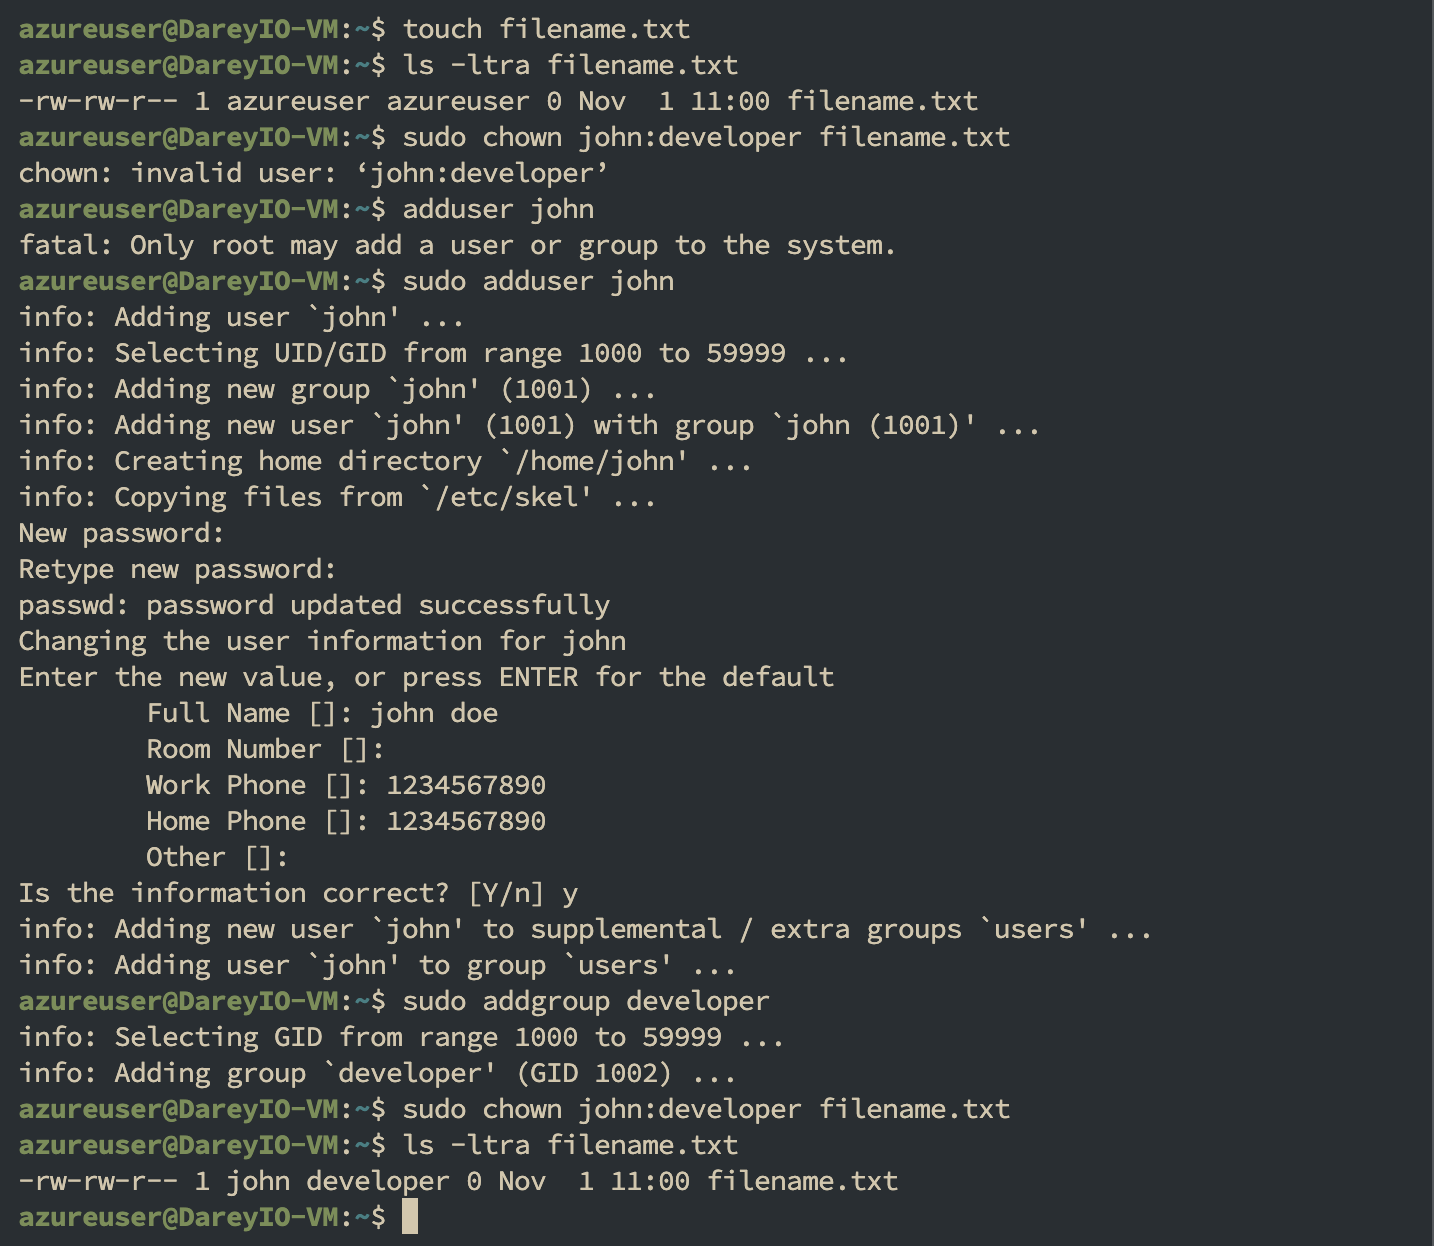 azureuser@DareyIO-VM:~$ touch filename.txt
azureuser@DareyIO-VM:~$ ls -ltra filename.txt
-rw-rw-r-- 1 azureuser azureuser 0 Nov  1 11:00 filename.txt
azureuser@DareyIO-VM:~$ sudo chown john:developer filename.txt
chown: invalid user: ‘john:developer’
azureuser@DareyIO-VM:~$ adduser john
fatal: Only root may add a user or group to the system.
azureuser@DareyIO-VM:~$ sudo adduser john
info: Adding user `john' ...
info: Selecting UID/GID from range 1000 to 59999 ...
info: Adding new group `john' (1001) ...
info: Adding new user `john' (1001) with group `john (1001)' ...
info: Creating home directory `/home/john' ...
info: Copying files from `/etc/skel' ...
New password:
Retype new password:
passwd: password updated successfully
Changing the user information for john
Enter the new value, or press ENTER for the default
        Full Name []: john doe
        Room Number []:
        Work Phone []: 1234567890
        Home Phone []: 1234567890
        Other []:
Is the information correct? [Y/n] y
info: Adding new user `john' to supplemental / extra groups `users' ...
info: Adding user `john' to group `users' ...
azureuser@DareyIO-VM:~$ sudo addgroup developer
info: Selecting GID from range 1000 to 59999 ...
info: Adding group `developer' (GID 1002) ...
azureuser@DareyIO-VM:~$ sudo chown john:developer filename.txt
azureuser@DareyIO-VM:~$ ls -ltra filename.txt
-rw-rw-r-- 1 john developer 0 Nov  1 11:00 filename.txt
azureuser@DareyIO-VM:~$